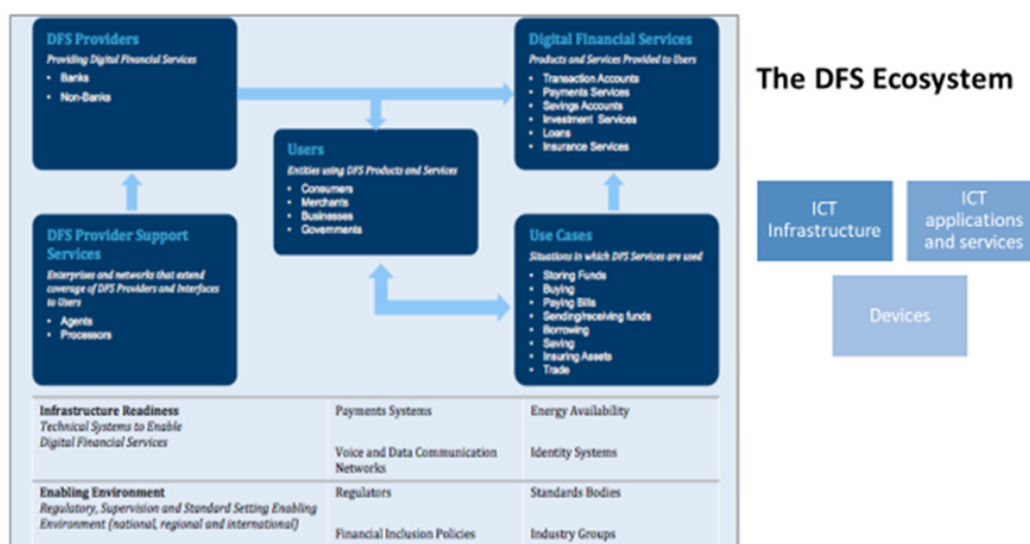 DFS Providers
Providing Digital Financial Services
• Banks
• Non-Banks
Digital Financial Services
Products and Services Provided to Users
• Transaction Accounts
• Payments Services
• Savings Accounts
• Investment Services
• Loans
• Insurance Services
The DFS Ecosystem
Users
Entities using DFS Products and Services
• Consumers
• Merchants
• Businesses
• Governments
DFS Provider Support
Services
Enterprises and networks that extend
coverage of DFS Providers and Interfaces
to Users
• Agents
• Processors
Use Cases
Situations in which DFS Services are used
• Storing Funds
• Buying
• Paying Bills
• Sending/receiving funds
• Borrowing
• Saving
• Insuring Assets
• Trade
ICT
Infrastructure
ICT
applications
and services
Devices
Infrastructure Readiness
Technical Systems to Enable
Digital Financial Services
Payments Systems
Energy Availability
Voice and Data Communication
Networks
Identity Systems
Enabling Environment
Regulatory, Supervision and Standard Setting Enabling
Environment (national, regional and international)
Regulators
Standards Bodies
Financial Inclusion Policies
Industry Groups